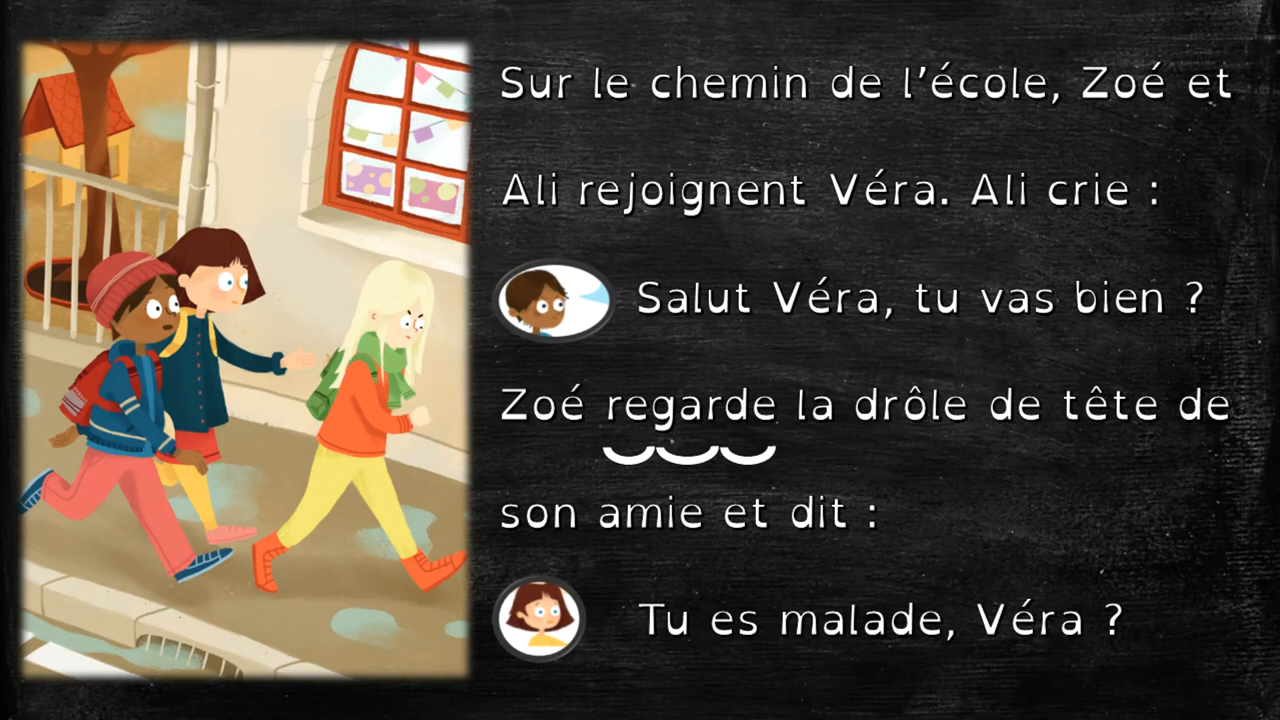 Sur le chemin de l’école, Zoé et
Ali rejoignent Véra. Ali crie :
Salut Véra, tu vas bien ?
Zoé regarde la drôle de tête de
son amie et dit :
Tu es malade, Véra ?